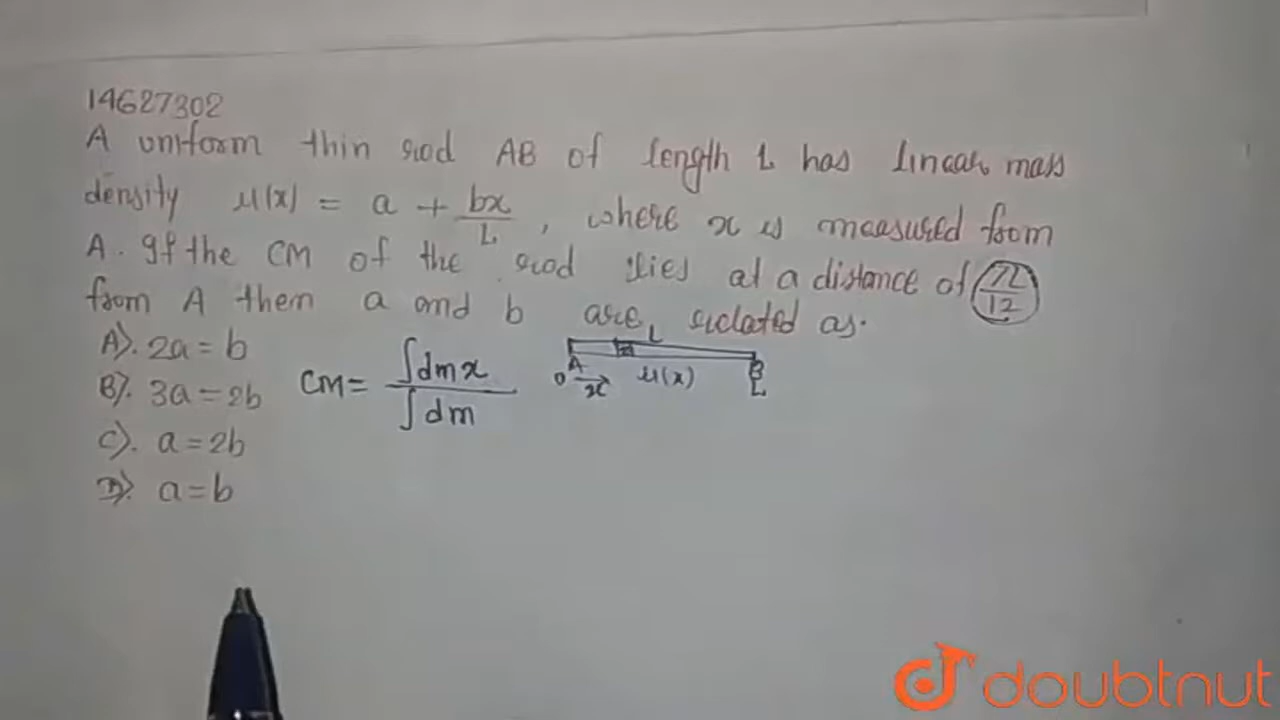 14627302
A uniform thin rod AB of length L has linear mass
density μ(x) = a + bx/L , where x is measured from
A. If the CM of the rod lies at a distance of 7L/12
from A then a and b are related as.
A). 2a = b
B). 3a = 2b
C). a = 2b
D). a = b
CM = ∫dm x / ∫dm
L
A B
0 x μ(x) L
doubtnut